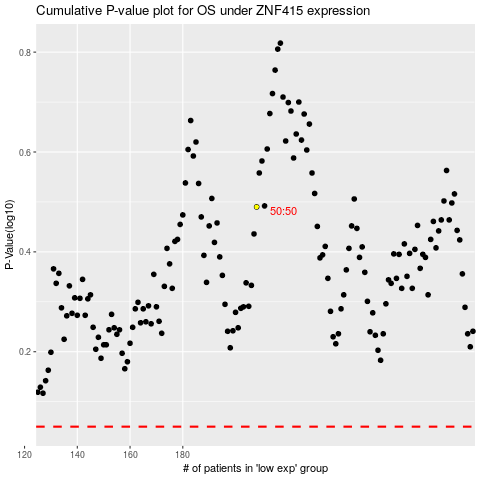 Cumulative P-value plot for OS under ZNF415 expression
P-Value(log10)
0.8
0.6
0.4
0.2
50:50
120 140 160 180
# of patients in 'low exp' group